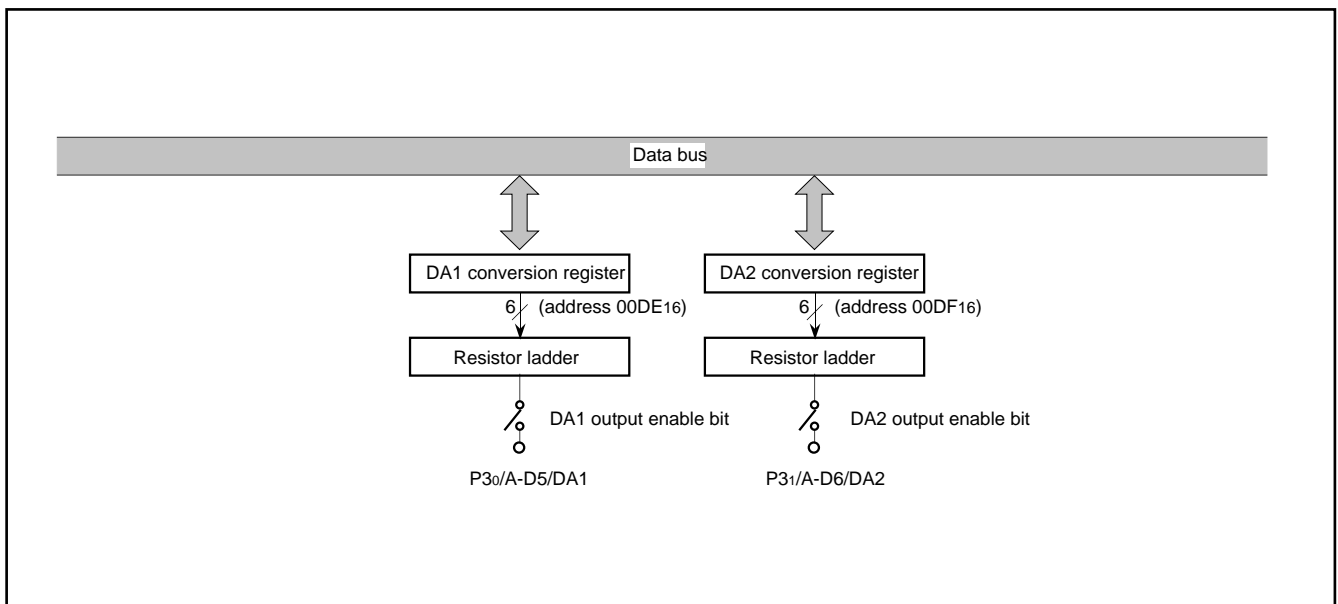 Data bus
DA1 conversion register
DA2 conversion register
6 (address 00DE16)
6 (address 00DF16)
Resistor ladder
Resistor ladder
DA1 output enable bit
DA2 output enable bit
P30/A-D5/DA1
P31/A-D6/DA2